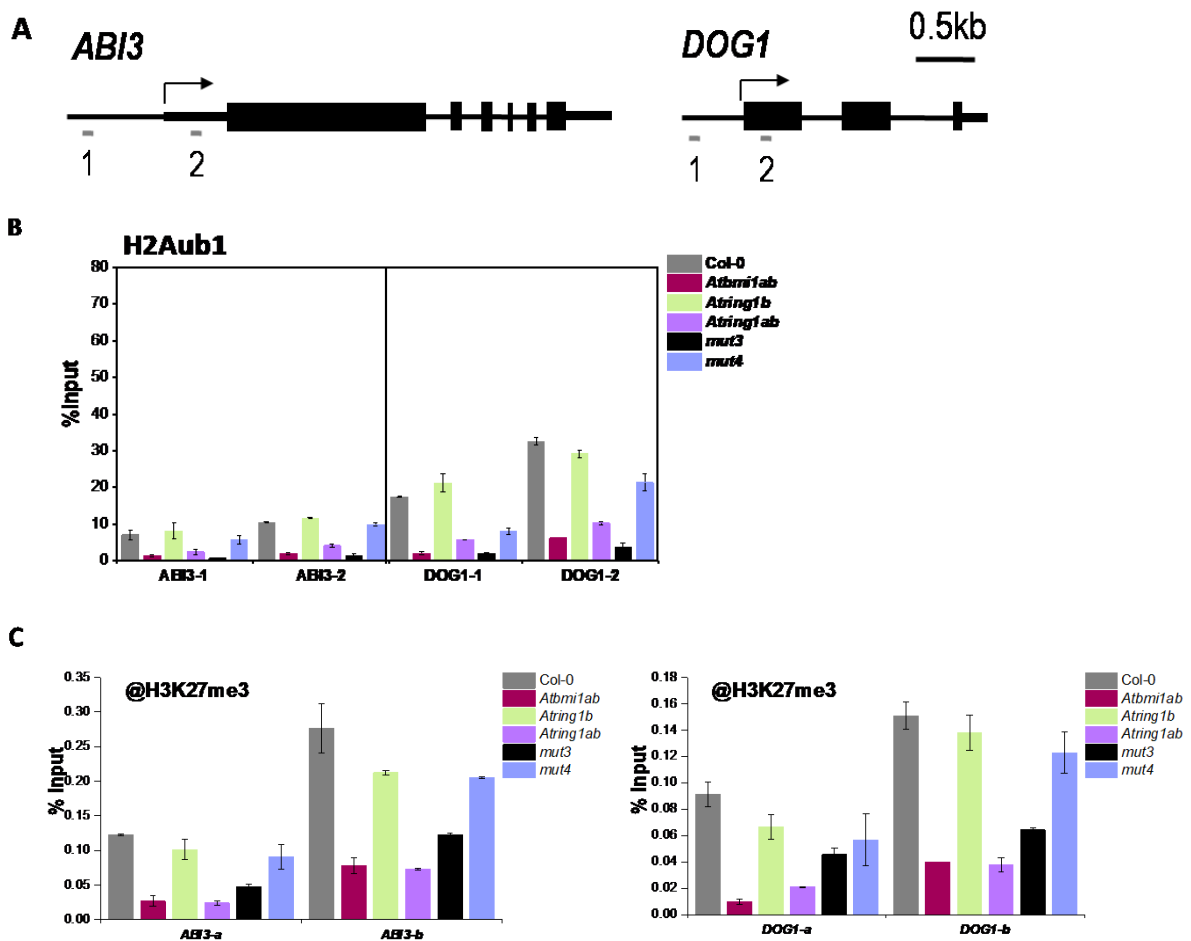 A
ABI3
DOG1
0.5kb
1
2
1
2
B
H2Aub1
80
70
60
50
40
30
20
10
0
%Input
ABI3-1
ABI3-2
DOG1-1
DOG1-2
Col-0
Atbmi1ab
Atring1b
Atring1ab
mut3
mut4
C
@H3K27me3
0.35
0.30
0.25
0.20
0.15
0.10
0.05
0.00
% Input
ABI3-a
ABI3-b
Col-0
Atbmi1ab
Atring1b
Atring1ab
mut3
mut4
@H3K27me3
0.18
0.16
0.14
0.12
0.10
0.08
0.06
0.04
0.02
0.00
% Input
DOG1-a
DOG1-b
Col-0
Atbmi1ab
Atring1b
Atring1ab
mut3
mut4